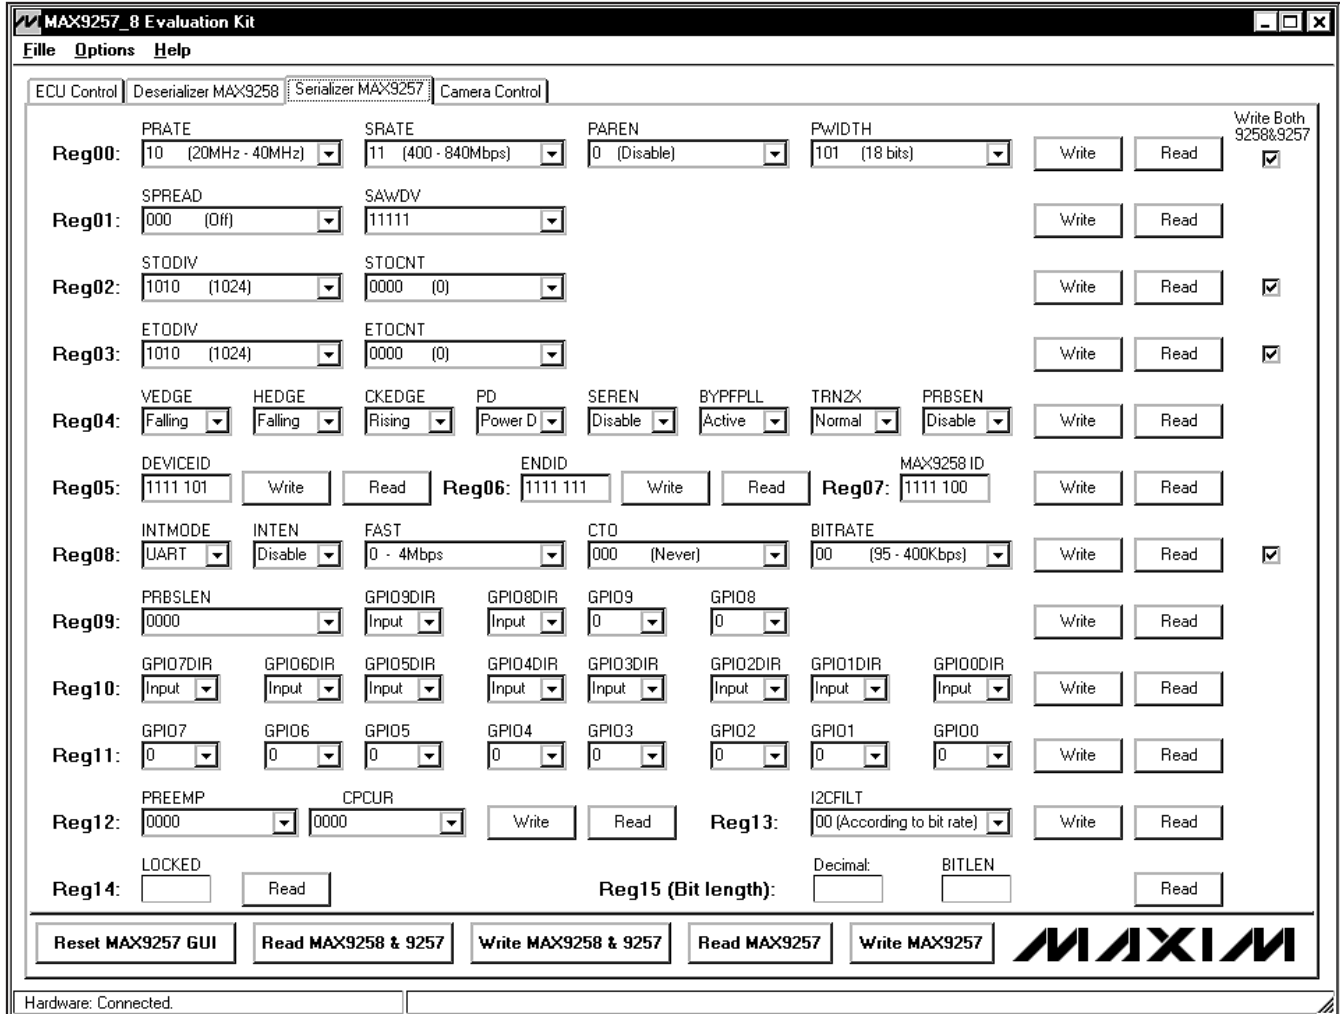 MAX9257_8 Evaluation Kit
Fille Options Help
ECU Control Deserializer MAX9258 Serializer MAX9257 Camera Control
PRATE SRATE PAREN PWIDTH Write Both 9258&9257
Reg00: 10 (20MHz - 40MHz) 11 (400 - 840Mbps) 0 (Disable) 101 (18 bits) Write Read
SPREAD SAWDV
Reg01: 000 (Off) 11111 Write Read
STODIV STOCNT
Reg02: 1010 (1024) 0000 (0) Write Read
ETODIV ETOCNT
Reg03: 1010 (1024) 0000 (0) Write Read
VEDGE HEDGE CKEDGE PD SEREN BYPFPLL TRN2X PRBSEN
Reg04: Falling Falling Rising Power D Disable Active Normal Disable Write Read
DEVICEID ENDID MAX9258 ID
Reg05: 1111 101 Write Read Reg06: 1111 111 Write Read Reg07: 1111 100 Write Read
INTMODE INTEN FAST CTO BITRATE
Reg08: UART Disable 0 - 4Mbps 000 (Never) 00 (95 - 400Kbps) Write Read
PRBSLEN GPIO9DIR GPIO8DIR GPIO9 GPIO8
Reg09: 0000 Input Input 0 0 Write Read
GPIO7DIR GPIO6DIR GPIO5DIR GPIO4DIR GPIO3DIR GPIO2DIR GPIO1DIR GPIO0DIR
Reg10: Input Input Input Input Input Input Input Input Write Read
GPIO7 GPIO6 GPIO5 GPIO4 GPIO3 GPIO2 GPIO1 GPIO0
Reg11: 0 0 0 0 0 0 0 0 Write Read
PREEMP CPCUR I2CFILT
Reg12: 0000 0000 Write Read Reg13: 00 (According to bit rate) Write Read
LOCKED Decimal: BITLEN
Reg14: Read Reg15 (Bit length): Read
Reset MAX9257 GUI Read MAX9258 & 9257 Write MAX9258 & 9257 Read MAX9257 Write MAX9257 MAXIM
Hardware: Connected.